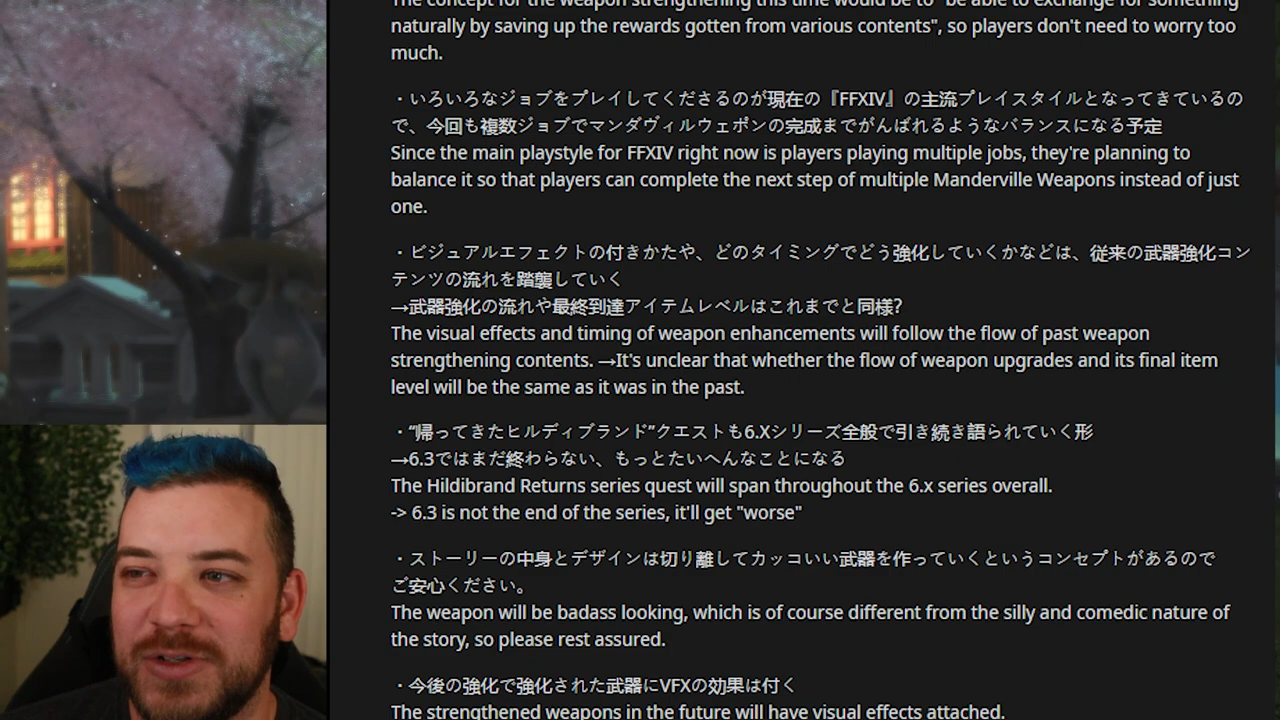 The concept for the weapon strengthening this time would be to "be able to exchange for something
naturally by saving up the rewards gotten from various contents", so players don't need to worry too
much.
・いろいろなジョブをプレイしてくださるのが現在の『FFXIV』の主流プレイスタイルとなってきているの
で、今回も複数ジョブでマンダヴィルウェポンの完成までがんばれるようなバランスになる予定
Since the main playstyle for FFXIV right now is players playing multiple jobs, they're planning to
balance it so that players can complete the next step of multiple Manderville Weapons instead of just
one.
・ビジュアルエフェクトの付きかたや、どのタイミングでどう強化していくかなどは、従来の武器強化コン
テンツの流れを踏襲していく
→武器強化の流れや最終到達アイテムレベルはこれまでと同様?
The visual effects and timing of weapon enhancements will follow the flow of past weapon
strengthening contents. →It's unclear that whether the flow of weapon upgrades and its final item
level will be the same as it was in the past.
・“帰ってきたヒルディブランド”クエストも6.Xシリーズ全般で引き続き語られていく形
→6.3ではまだ終わらない、もっとたいへんなことになる
The Hildibrand Returns series quest will span throughout the 6.x series overall.
-> 6.3 is not the end of the series, it'll get "worse"
・ストーリーの中身とデザインは切り離してカッコいい武器を作っていくというコンセプトがあるので
ご安心ください。
The weapon will be badass looking, which is of course different from the silly and comedic nature of
the story, so please rest assured.
・今後の強化で強化された武器にVFXの効果は付く
The strengthened weapons in the future will have visual effects attached.